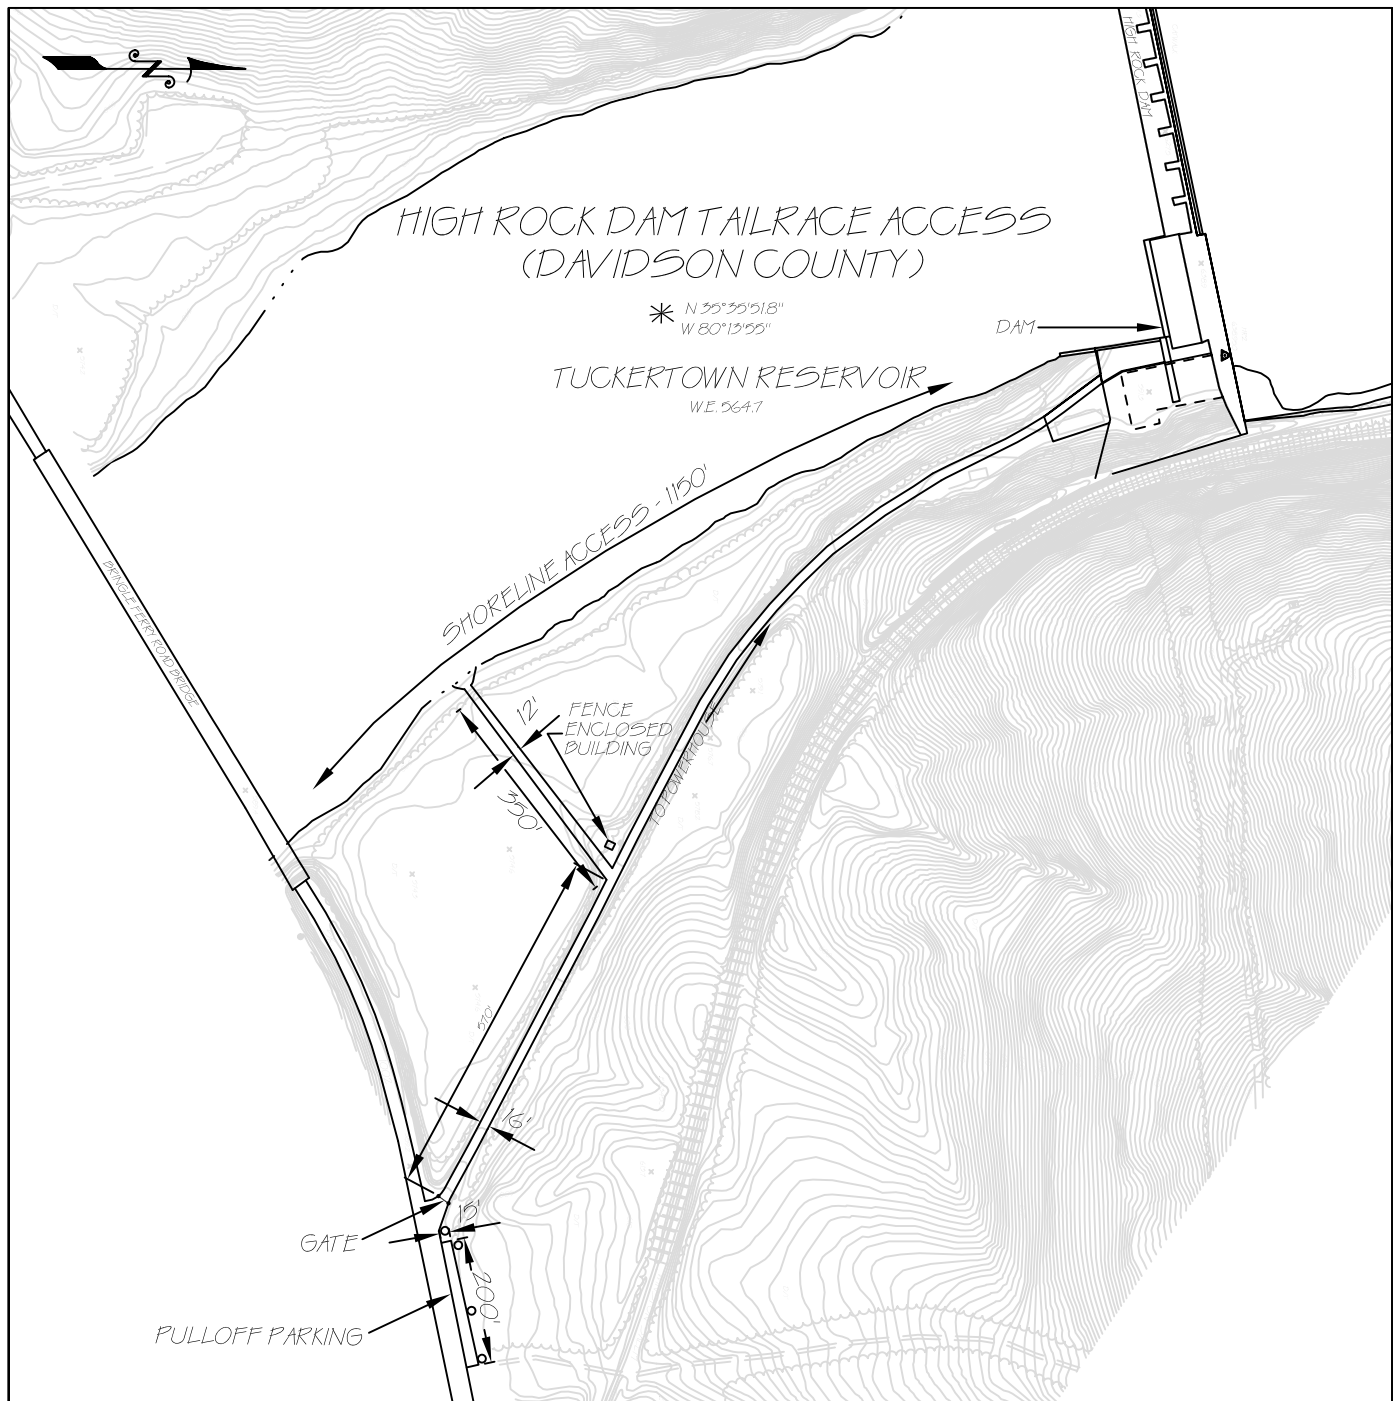 N
HIGH ROCK DAM
HIGH ROCK DAM TAILRACE ACCESS
(DAVIDSON COUNTY)
N 35°35'51.8"
W 80°13'55"
DAM
TUCKERTOWN RESERVOIR
W.E. 564.7
SHORELINE ACCESS - 1150'
BRINGLE FERRY ROAD BRIDGE
12'
FENCE
ENCLOSED
BUILDING
350'
TO POWERHOUSE
570'
16'
15'
GATE
200'
PULLOFF PARKING